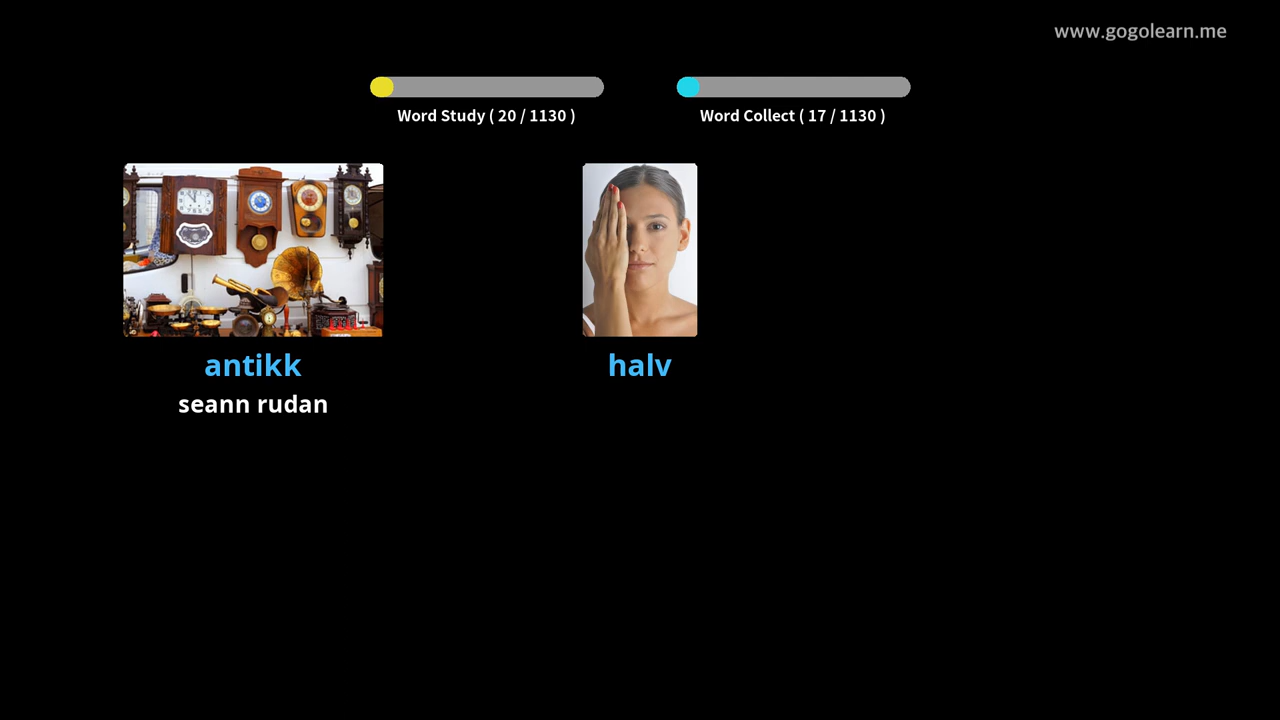 www.gogolearn.me
Word Study ( 20 / 1130 )
Word Collect ( 17 / 1130 )
antikk
halv
seann rudan